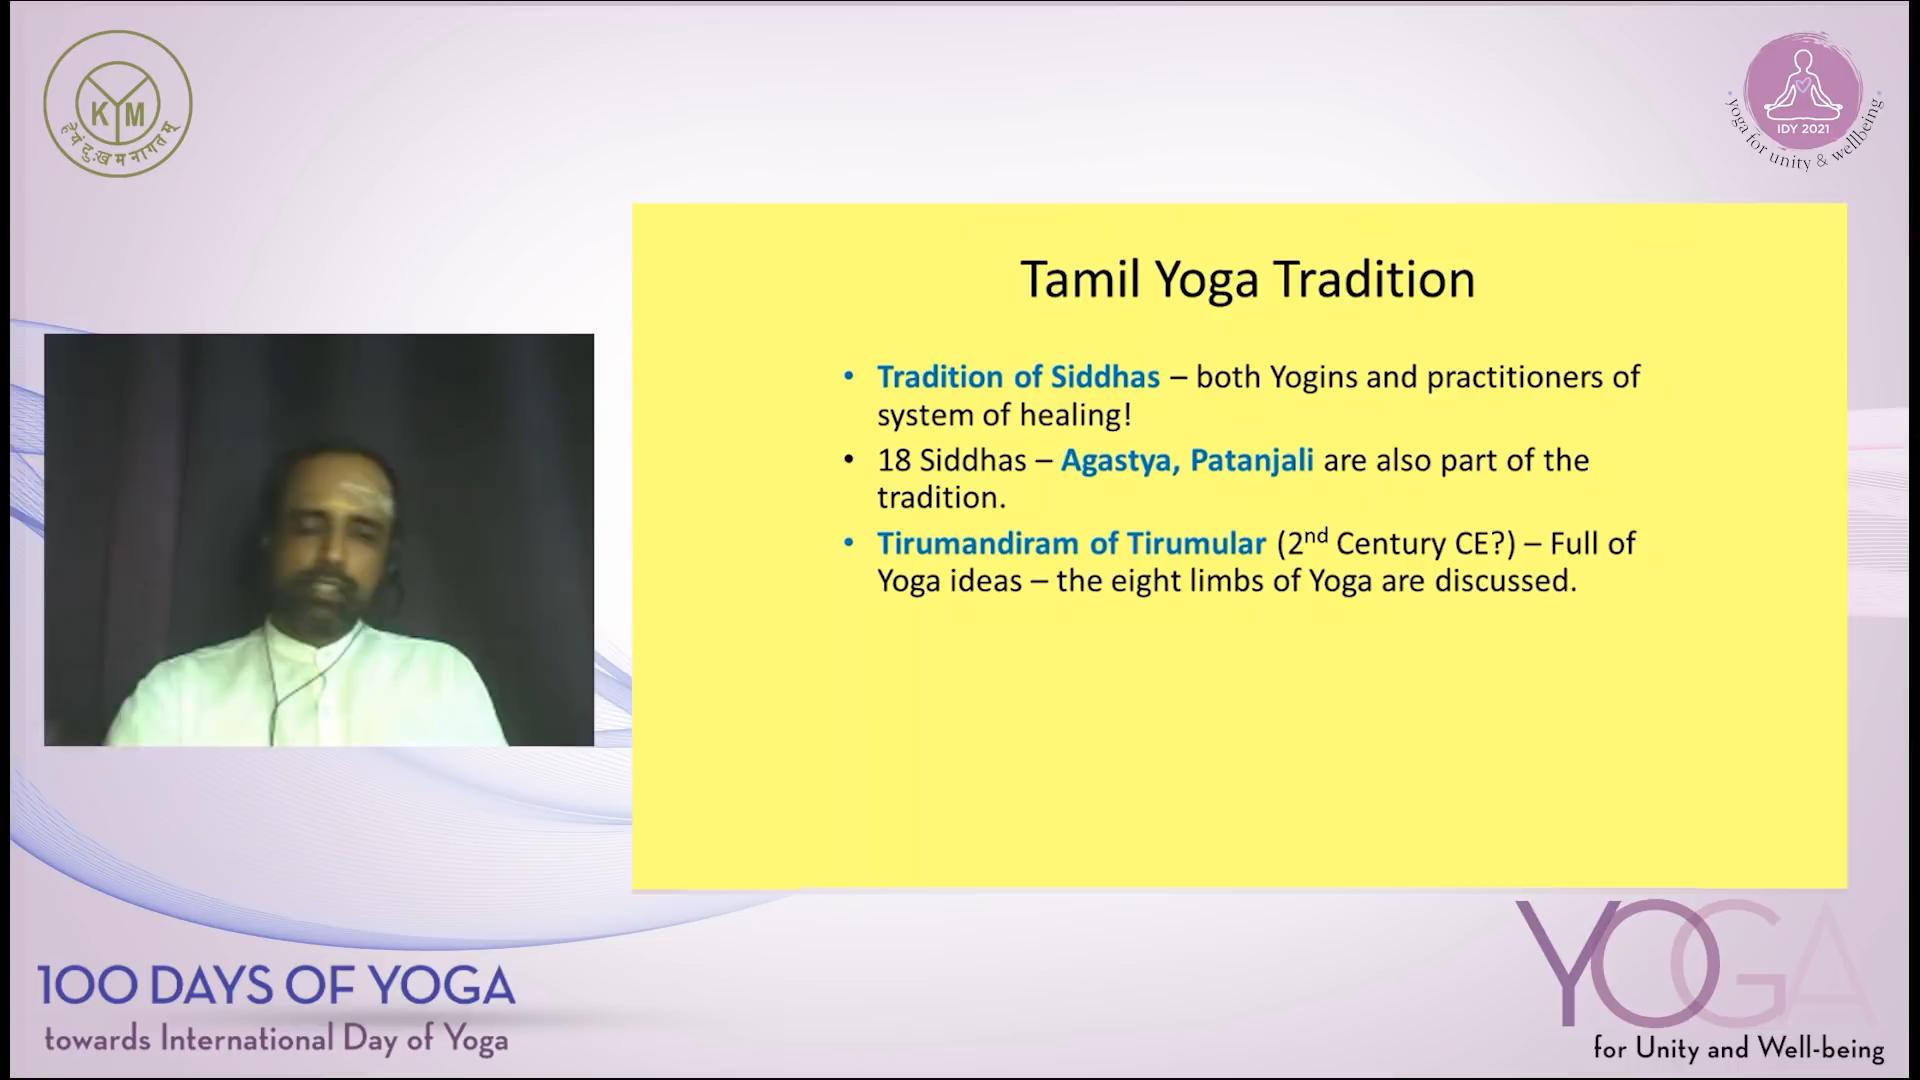 KYM
हेयं दुःखमनागतम्
IDY 2021
yoga for unity & wellbeing
Tamil Yoga Tradition
• Tradition of Siddhas – both Yogins and practitioners of
system of healing!
• 18 Siddhas – Agastya, Patanjali are also part of the
tradition.
• Tirumandiram of Tirumular (2nd Century CE?) – Full of
Yoga ideas – the eight limbs of Yoga are discussed.
100 DAYS OF YOGA
towards International Day of Yoga
YOGA
for Unity and Well-being